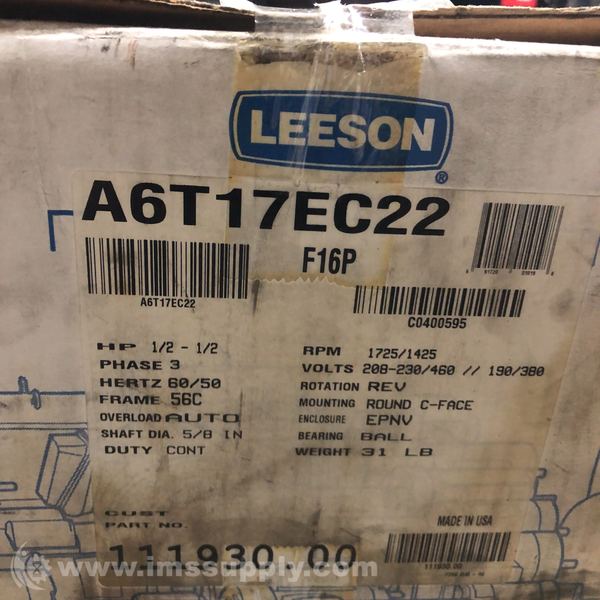 LEESON
®
A6T17EC22
F16P
A6T17EC22
C0400595
HP 1/2 - 1/2
PHASE 3
HERTZ 60/50
FRAME 56C
OVERLOAD AUTO
SHAFT DIA. 5/8 IN
DUTY CONT
RPM 1725/1425
VOLTS 208-230/460 // 190/380
ROTATION REV
MOUNTING ROUND C-FACE
ENCLOSURE EPNV
BEARING BALL
WEIGHT 31 LB
CUST
PART NO.
111930.00
MADE IN USA
111930.00
www.imssupply.com